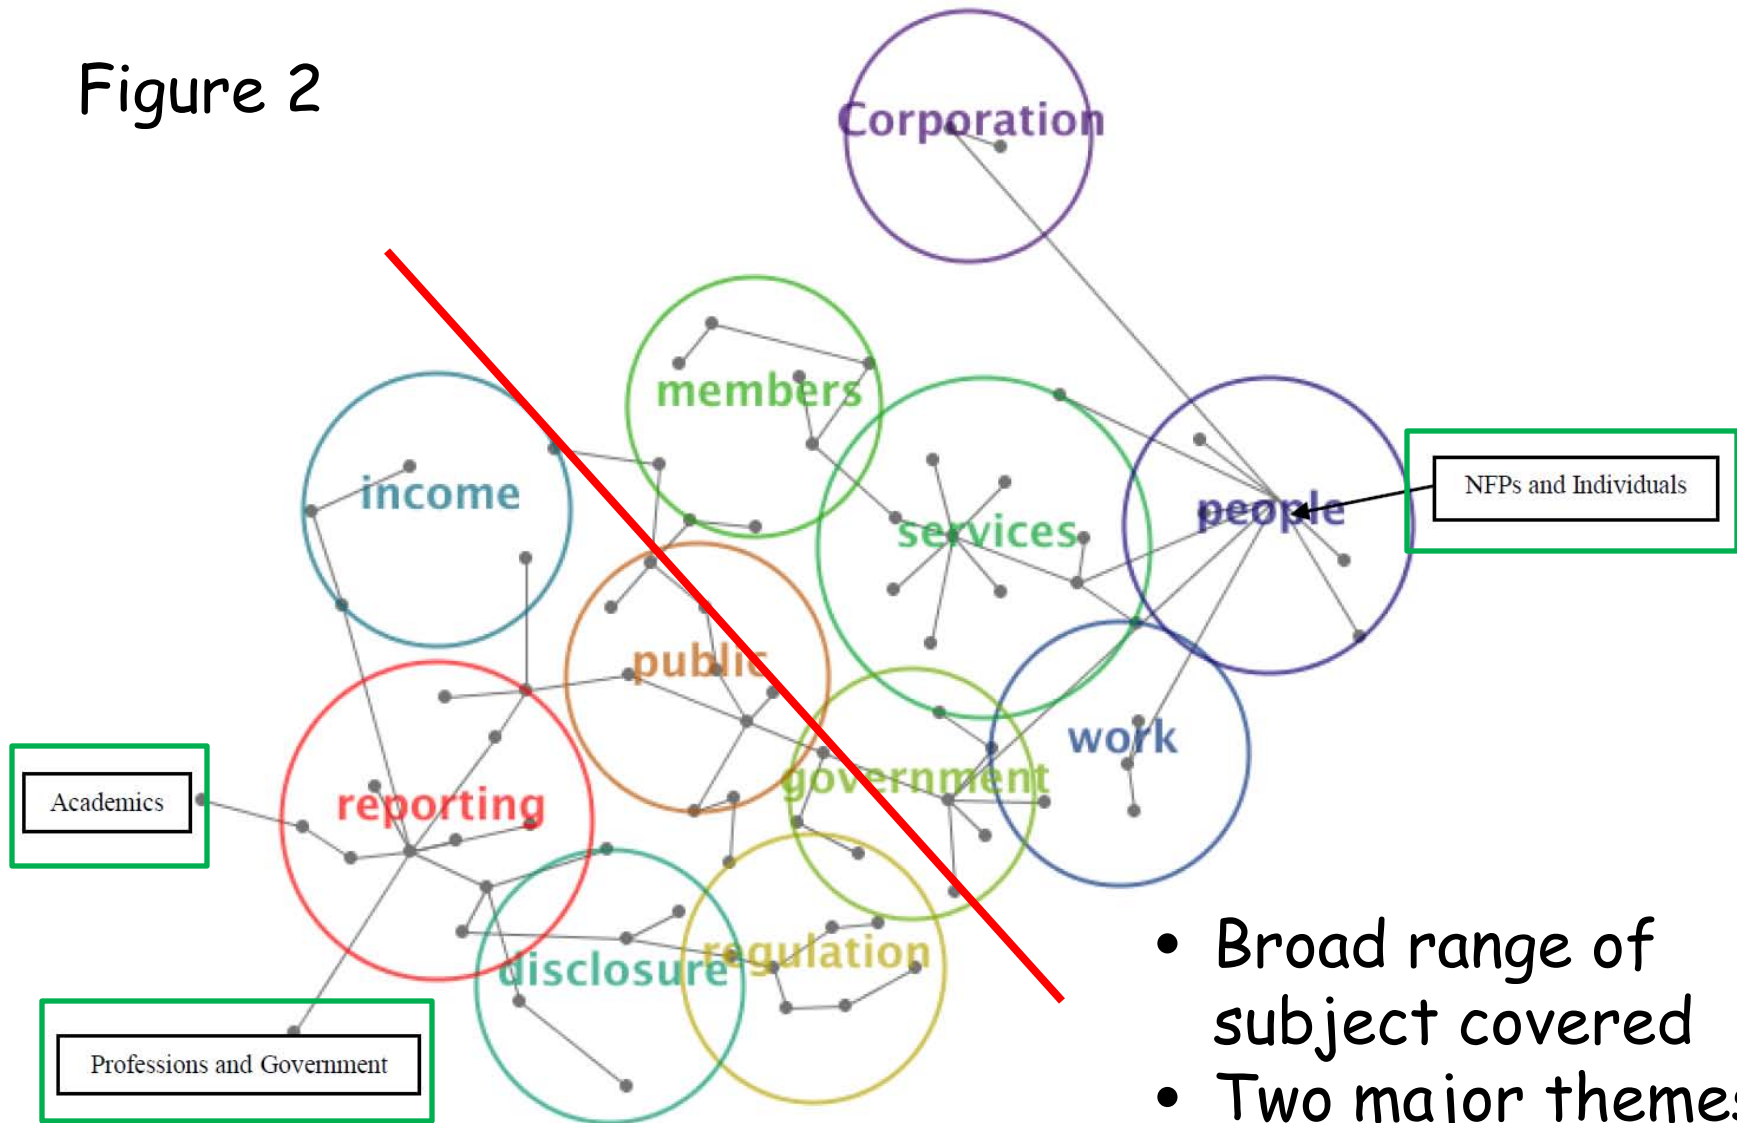 Figure 2
Corporation
members
income
services
people
NFPs and Individuals
public
work
government
Academics
reporting
regulation
disclosure
Professions and Government
• Broad range of
subject covered
• Two major themes